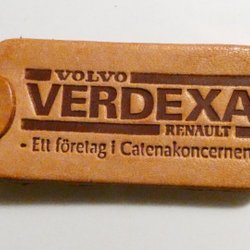 VOLVO
VERDEXA
RENAULT
- Ett företag i Catenakoncernen